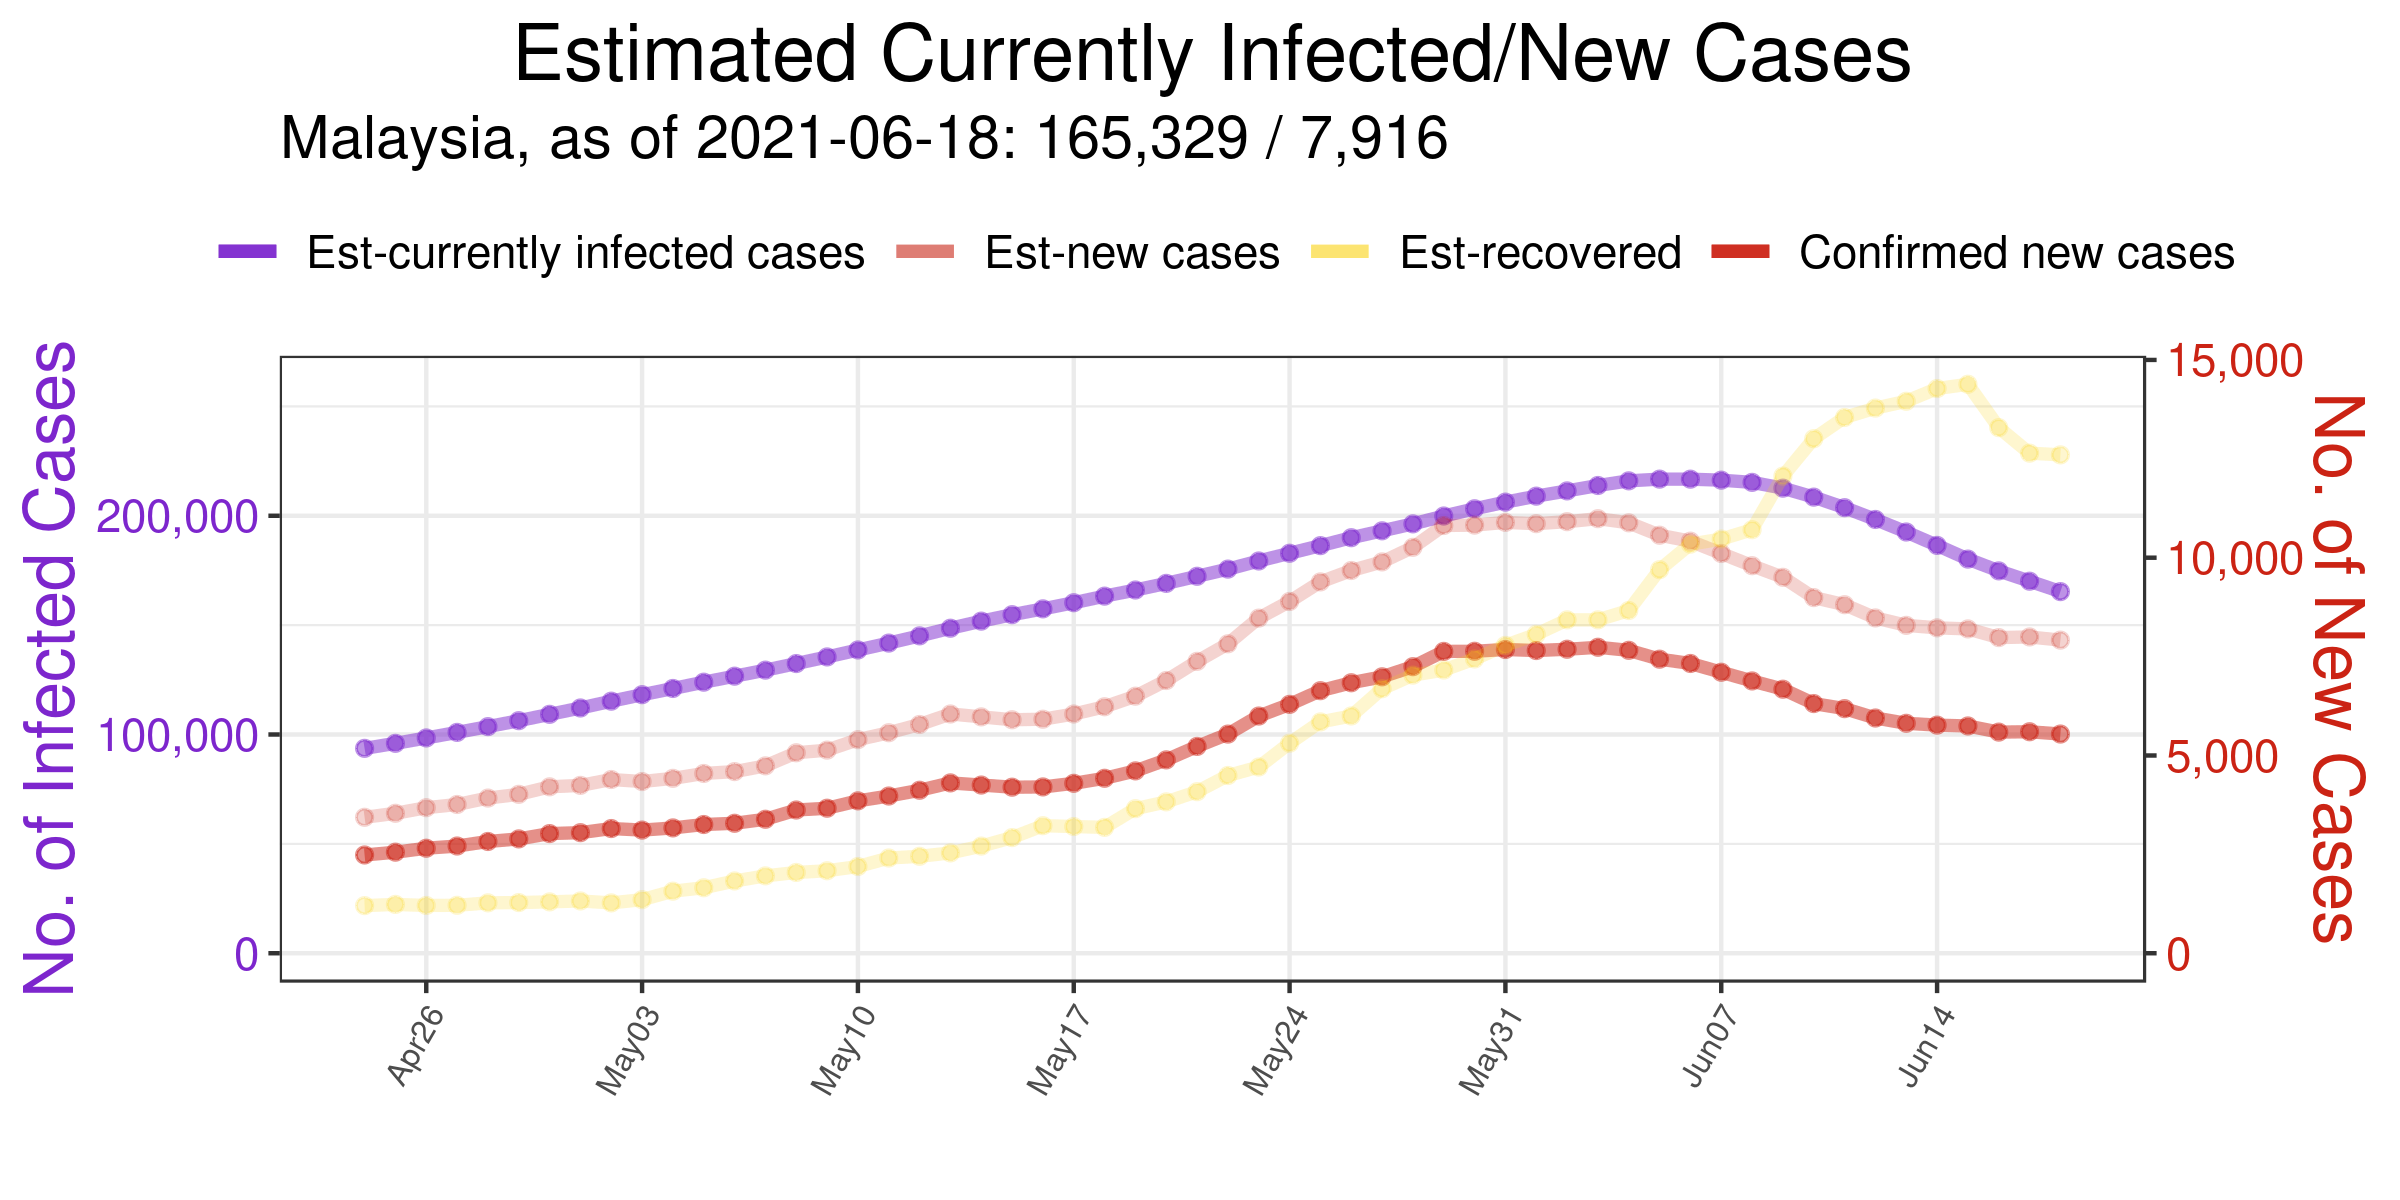 Estimated Currently Infected/New Cases
Malaysia, as of 2021-06-18: 165,329 / 7,916
Est-currently infected cases Est-new cases Est-recovered Confirmed new cases
No. of Infected Cases
200,000
100,000
0
15,000
10,000
5,000
0
No. of New Cases
Apr26 May03 May10 May17 May24 May31 Jun07 Jun14